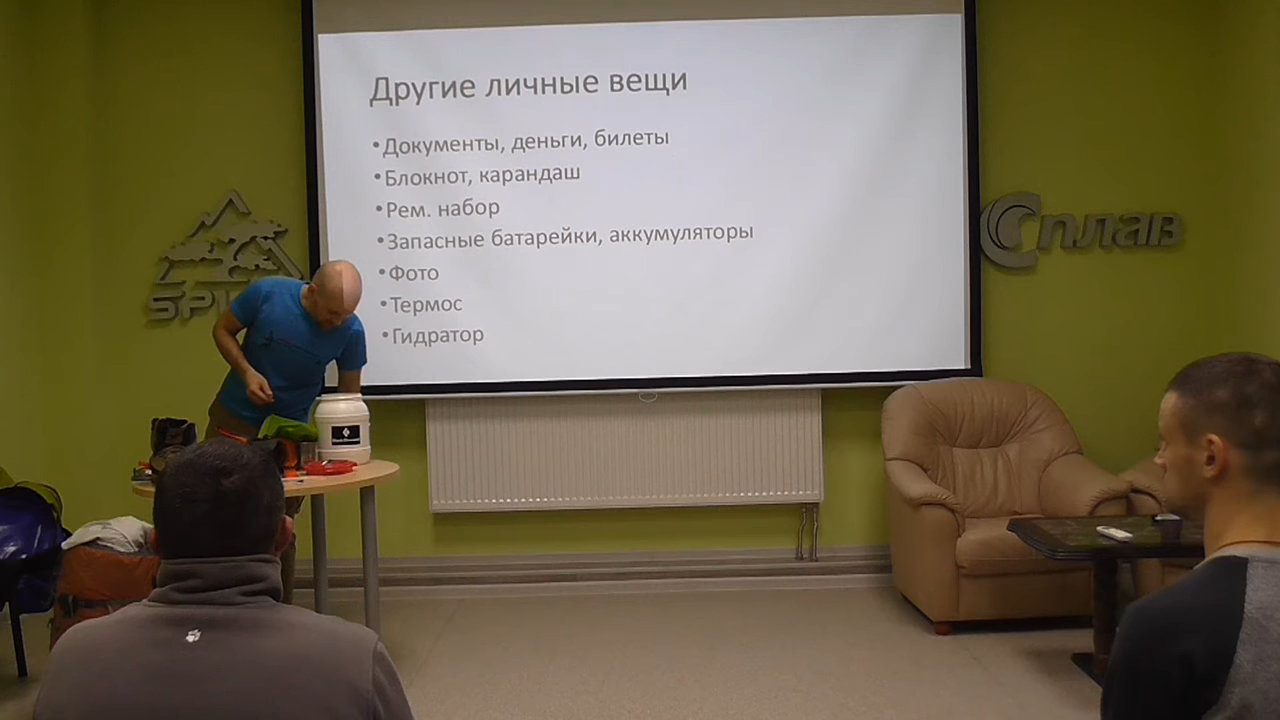 Другие личные вещи
•Документы, деньги, билеты
•Блокнот, карандаш
•Рем. набор
•Запасные батарейки, аккумуляторы
•Фото
•Термос
•Гидратор
Сплав